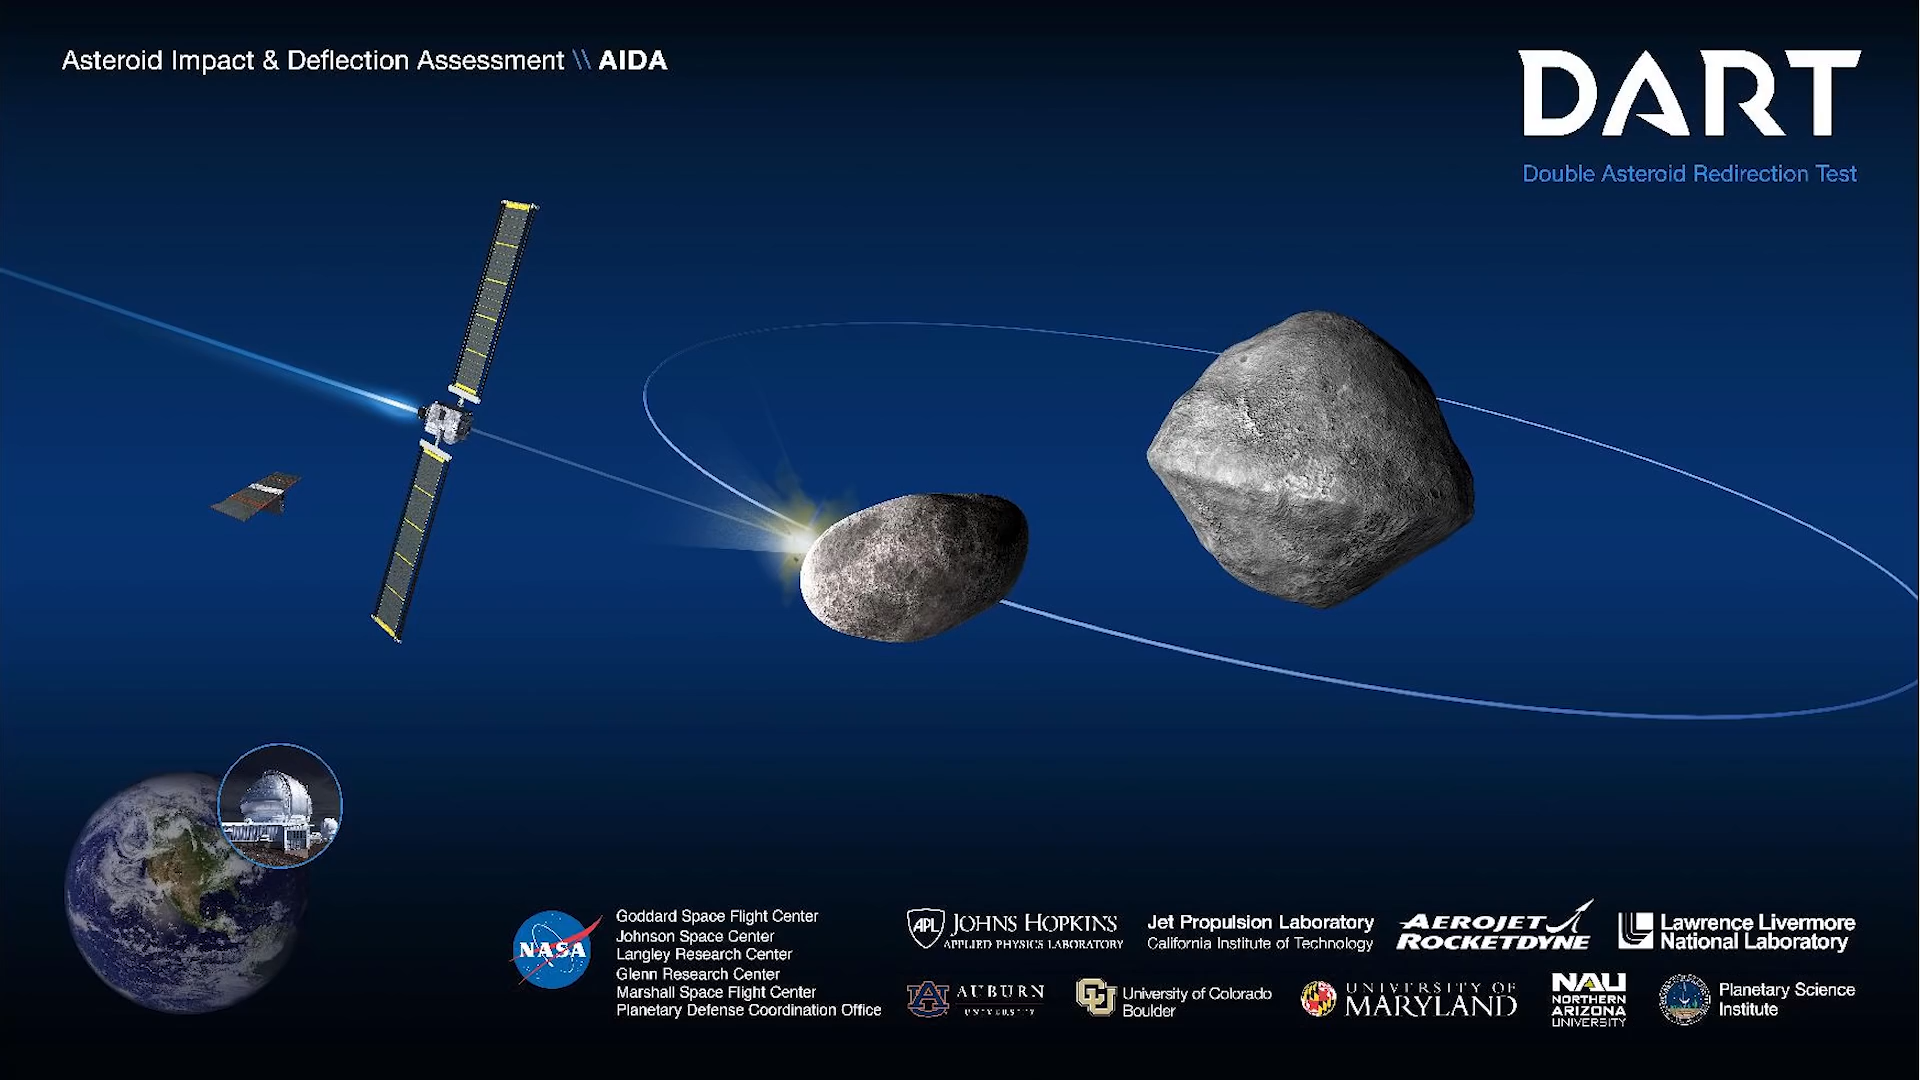 Asteroid Impact & Deflection Assessment \\ AIDA
DART
Double Asteroid Redirection Test
NASA
Goddard Space Flight Center
Johnson Space Center
Langley Research Center
Glenn Research Center
Marshall Space Flight Center
Planetary Defense Coordination Office
APL
JOHNS HOPKINS
APPLIED PHYSICS LABORATORY
Jet Propulsion Laboratory
California Institute of Technology
AEROJET
ROCKETDYNE
Lawrence Livermore
National Laboratory
AU
AUBURN
UNIVERSITY
CU
University of Colorado
Boulder
UNIVERSITY OF
MARYLAND
NAU
NORTHERN
ARIZONA
UNIVERSITY
Planetary Science
Institute